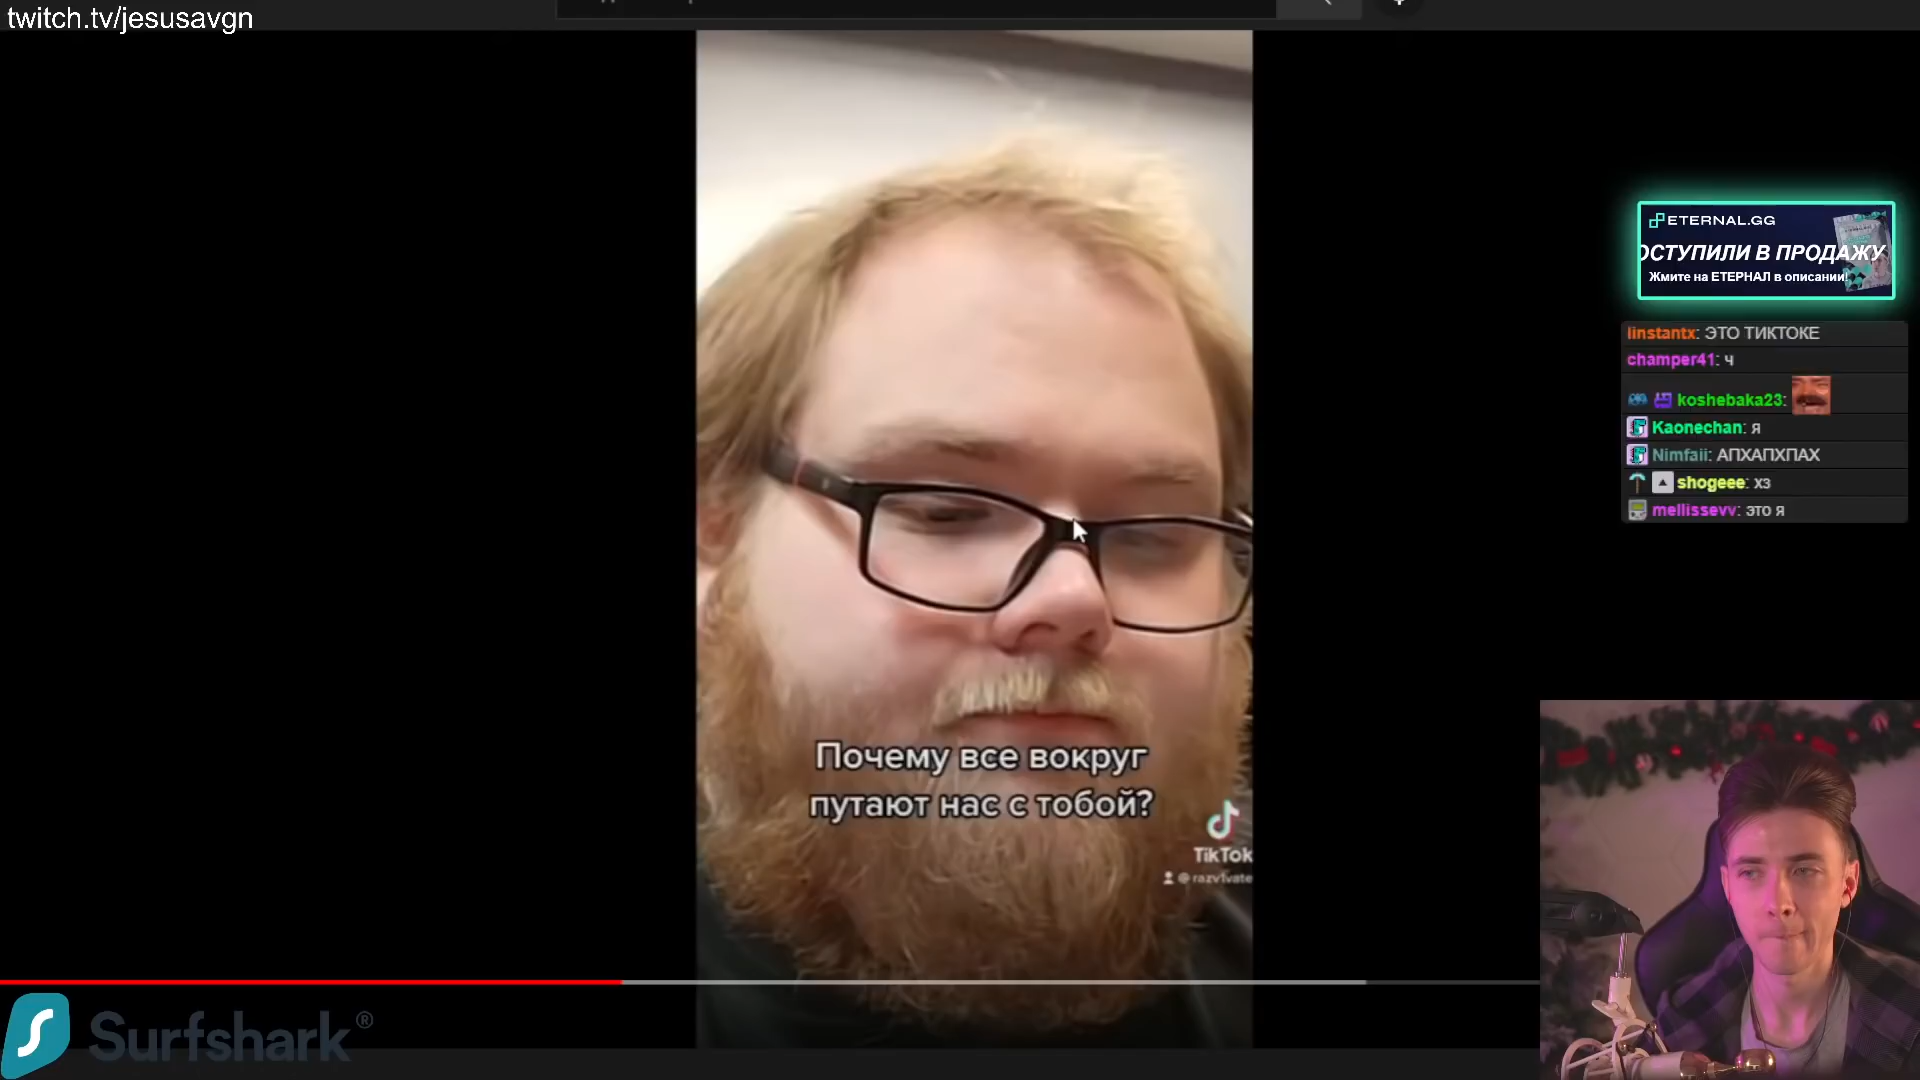 twitch.tv/jesusavgn
ETERNAL.GG
ОСТУПИЛИ В ПРОДАЖУ
Жмите на ЕТЕРНАЛ в описании!
linstantx: ЭТО ТИКТОКЕ
champer41: ч
koshebaka23:
Kaonechan: я
Nimfaii: АПХАПХПАХ
shogeee: хз
mellissevv: это я
Почему все вокруг
путают нас с тобой?
TikTok
@razv1vate
Surfshark®